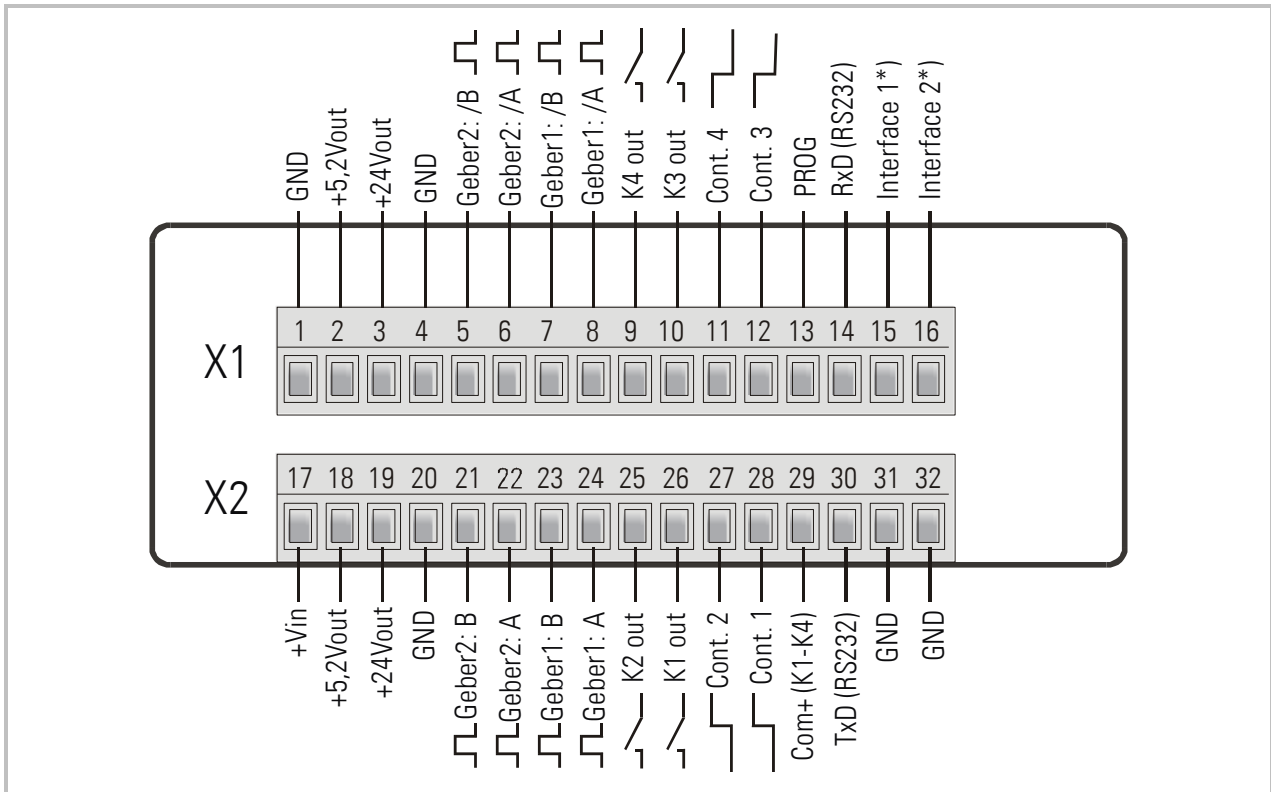 GND
+5,2Vout
+24Vout
GND
Geber2: /B
Geber2: /A
Geber1: /B
Geber1: /A
K4 out
K3 out
Cont. 4
Cont. 3
PROG
RxD (RS232)
Interface 1*)
Interface 2*)
X1
1 2 3 4 5 6 7 8 9 10 11 12 13 14 15 16
X2
17 18 19 20 21 22 23 24 25 26 27 28 29 30 31 32
+Vin
+5,2Vout
+24Vout
GND
Geber2: B
Geber2: A
Geber1: B
Geber1: A
K2 out
K1 out
Cont. 2
Cont. 1
Com+ (K1-K4)
TxD (RS232)
GND
GND